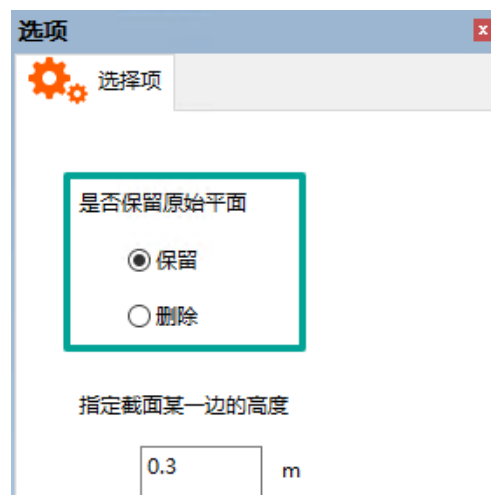 选项
选择项
是否保留原始平面
保留
删除
指定截面某一边的高度
0.3 m